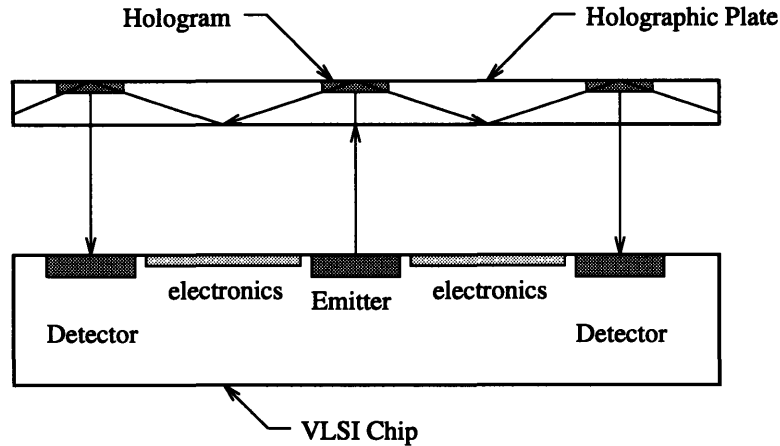 Hologram
Holographic Plate
electronics
Emitter
electronics
Detector
Detector
VLSI Chip